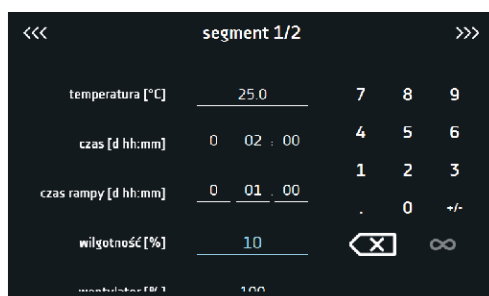 <<< segment 1/2 >>>
temperatura [°C] 25.0 7 8 9
czas [d hh:mm] 0 02 : 00 4 5 6
1 2 3
czas rampy [d hh:mm] 0 01 : 00
. 0 +/-
wilgotność [%] 10 ∞
wentylator [%] 100